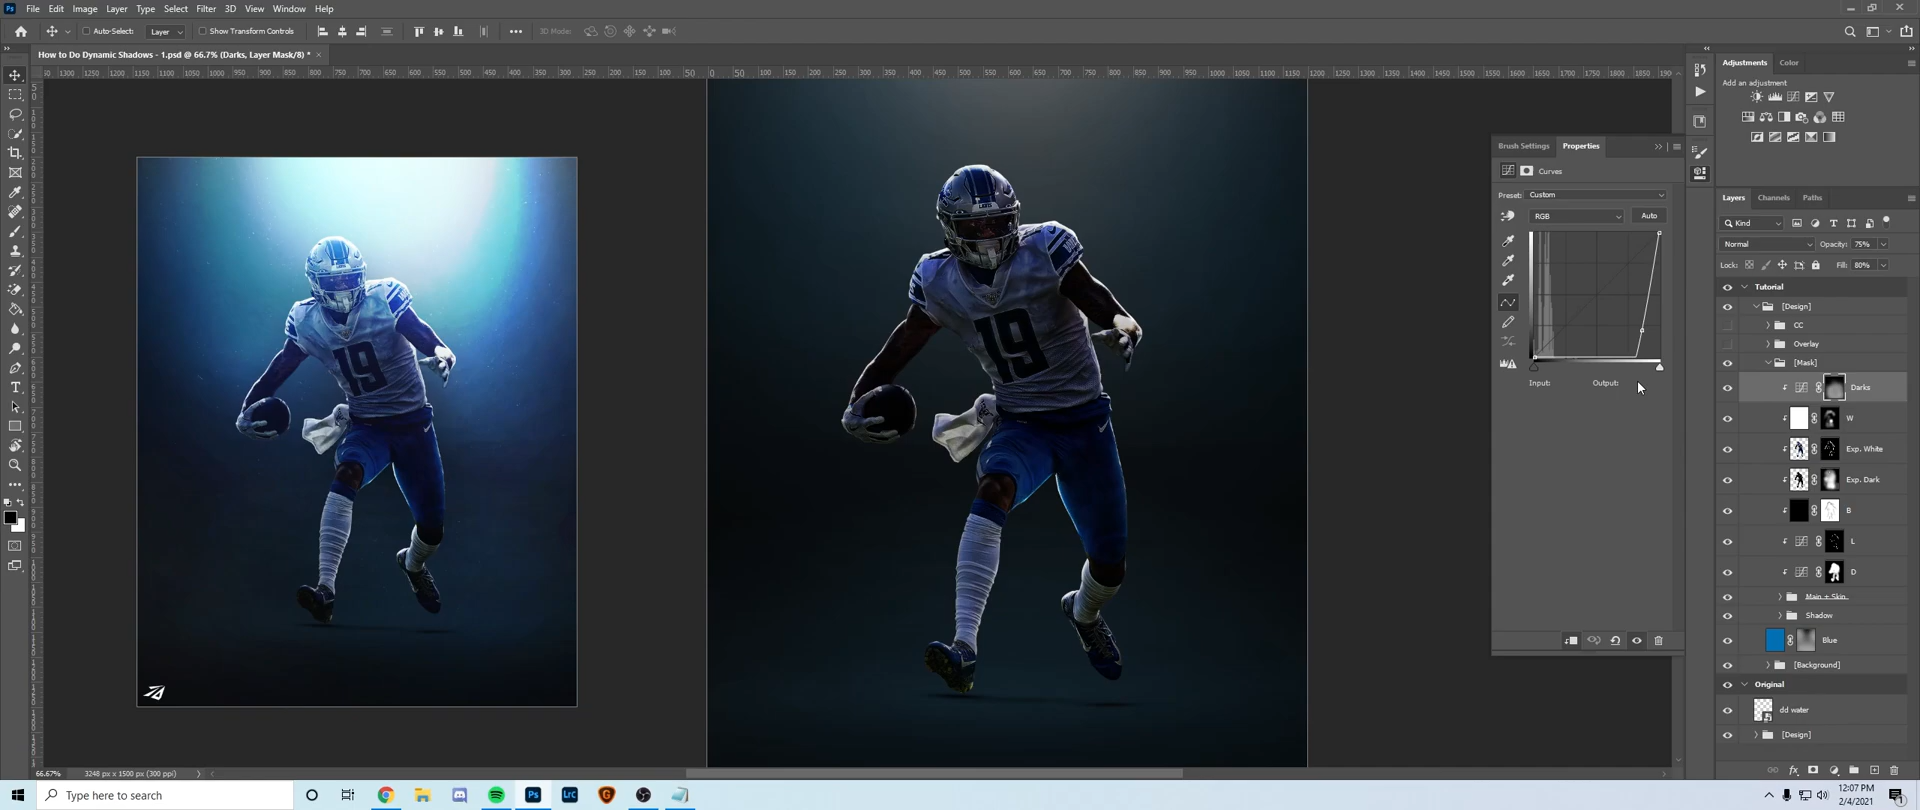 Ps File Edit Image Layer Type Select Filter 3D View Window Help
Auto-Select: Layer Show Transform Controls 3D Mode:
How to Do Dynamic Shadows - 1.psd @ 66.7% (Darks, Layer Mask/8) *
Adjustments Color
Add an adjustment
Brush Settings Properties
Curves
Preset: Custom
RGB Auto
Input: Output:
Layers Channels Paths
Kind
Normal Opacity: 75%
Lock: Fill: 80%
Tutorial
[Design]
CC
Overlay
[Mask]
Darks
W
Exp. White
Exp. Dark
B
L
D
Main + Skin
Shadow
Blue
[Background]
Original
dd water
[Design]
19
19
LIONS
66.67% 3248 px x 1500 px (300 ppi)
Type here to search
Ps LrC
12:07 PM
2/4/2021